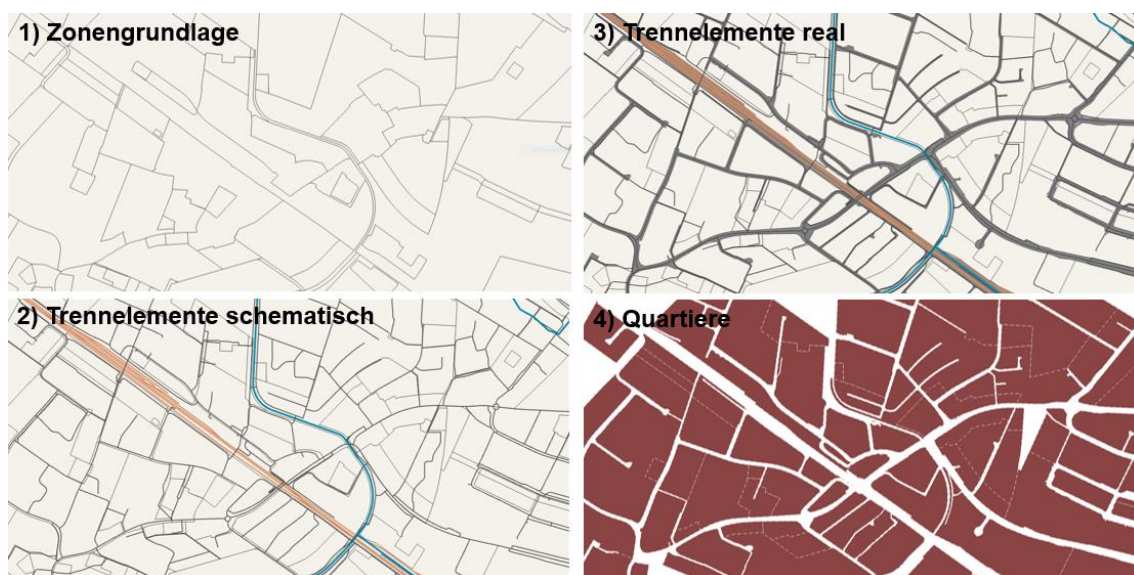 1) Zonengrundlage
3) Trennelemente real
2) Trennelemente schematisch
4) Quartiere